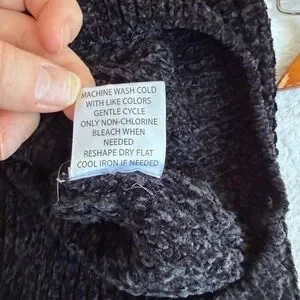 MACHINE WASH COLD
WITH LIKE COLORS
GENTLE CYCLE
ONLY NON-CHLORINE
BLEACH WHEN
NEEDED
RESHAPE DRY FLAT
COOL IRON IF NEEDED